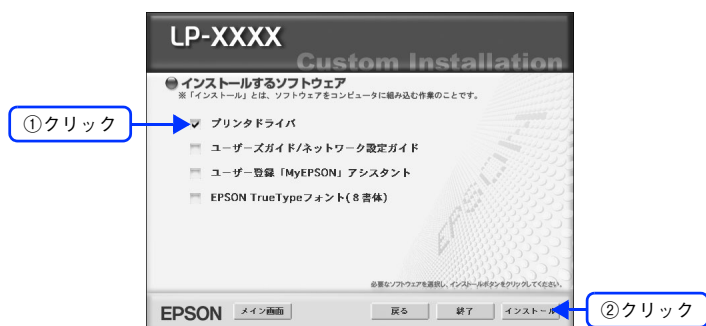 LP-XXXX
Custom Installation
インストールするソフトウェア
※「インストール」とは、ソフトウェアをコンピュータに組み込む作業のことです。
①クリック
プリンタドライバ
ユーザーズガイド/ネットワーク設定ガイド
ユーザー登録「MyEPSON」アシスタント
EPSON TrueTypeフォント(8書体)
EPSON
必要なソフトウェアを選択し、インストールボタンをクリックしてください。
EPSON メイン画面 戻る 終了 インストール
②クリック